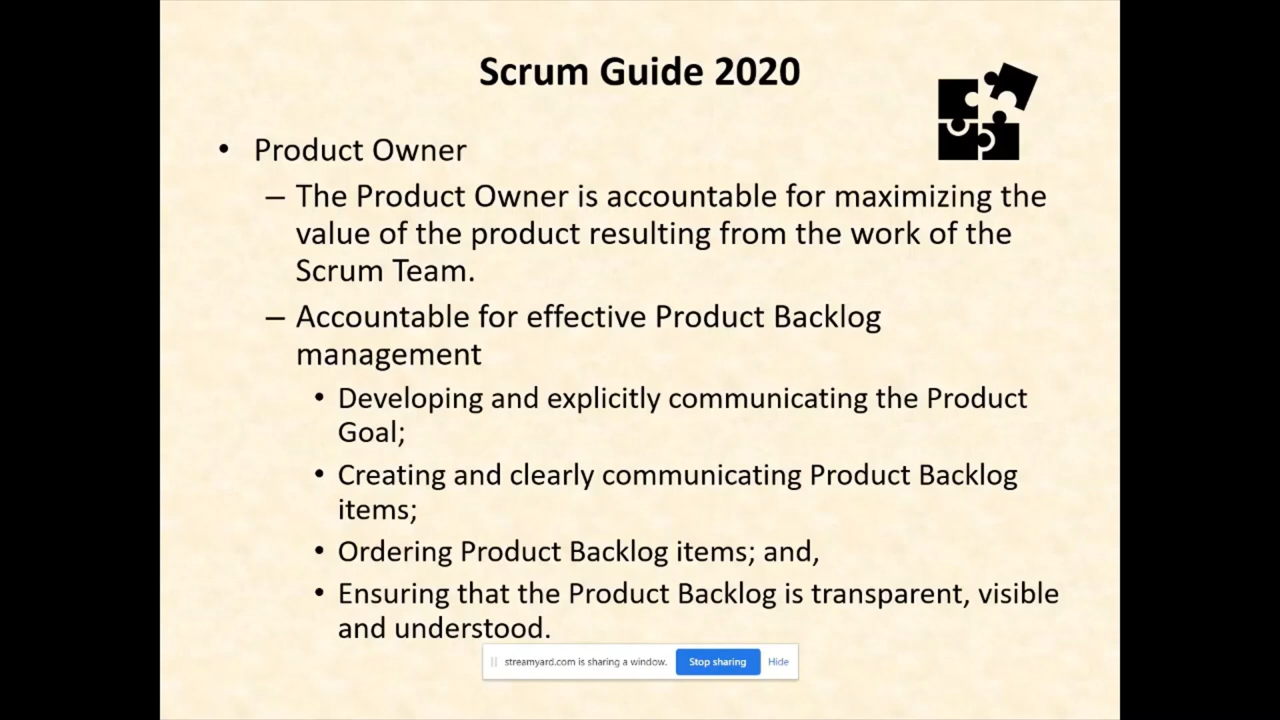 Scrum Guide 2020
• Product Owner
– The Product Owner is accountable for maximizing the
value of the product resulting from the work of the
Scrum Team.
– Accountable for effective Product Backlog
management
• Developing and explicitly communicating the Product
Goal;
• Creating and clearly communicating Product Backlog
items;
• Ordering Product Backlog items; and,
• Ensuring that the Product Backlog is transparent, visible
and understood.
streamyard.com is sharing a window. Stop sharing Hide